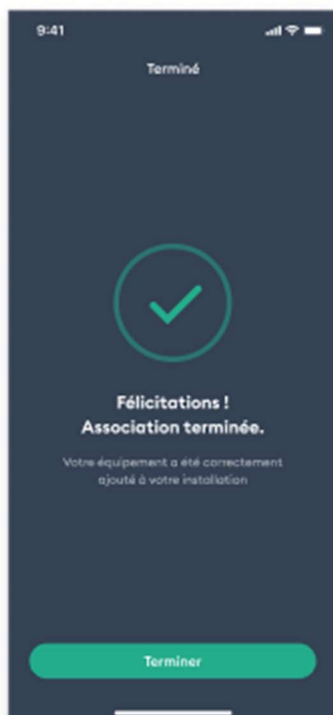 9:41
Terminé
Félicitations !
Association terminée.
Votre équipement a été correctement
ajouté à votre installation
Terminer